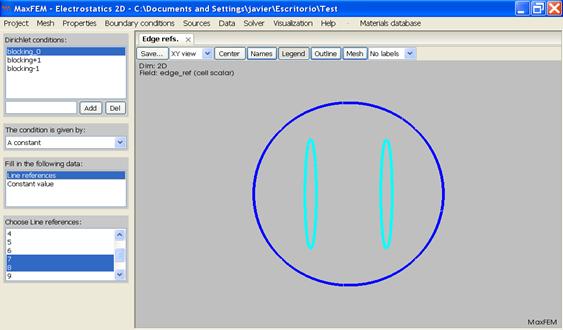 MaxFEM - Electrostatics 2D - C:\Documents and Settings\javier\Escritorio\Test
Project Mesh Properties Boundary conditions Sources Data Solver Visualization Help - Materials database
Dirichlet conditions:
blocking_0
blocking+1
blocking-1
Add Del
The condition is given by:
A constant
Fill in the following data:
Line references
Constant value
Choose Line references:
4
5
6
7
8
9
Edge refs. x
Save... XY view Center Names Legend Outline Mesh No labels
Dim: 2D
Field: edge_ref (cell scalar)
MaxFEM